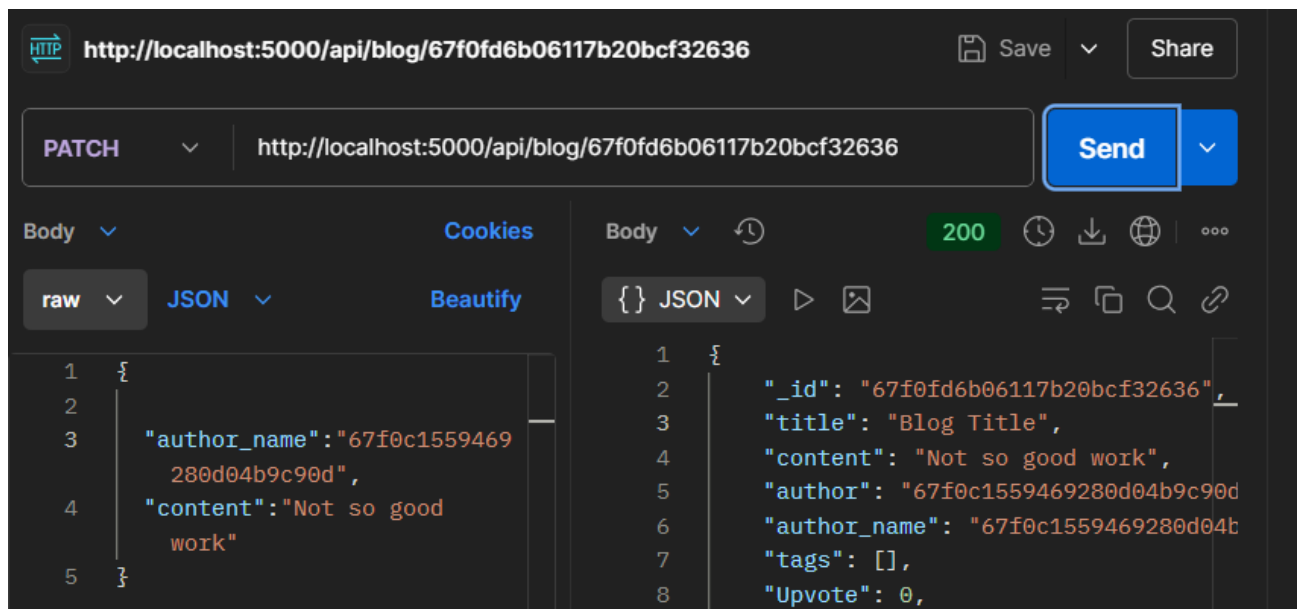 HTTP http://localhost:5000/api/blog/67f0fd6b06117b20bcf32636 Save Share
PATCH http://localhost:5000/api/blog/67f0fd6b06117b20bcf32636 Send
Body Cookies
raw JSON Beautify
1 {
2
3 "author_name":"67f0c1559469
280d04b9c90d",
4 "content":"Not so good
work"
5 }
Body 200
{} JSON
1 {
2 "_id": "67f0fd6b06117b20bcf32636",
3 "title": "Blog Title",
4 "content": "Not so good work",
5 "author": "67f0c1559469280d04b9c90d
6 "author_name": "67f0c1559469280d04b
7 "tags": [],
8 "Upvote": 0,